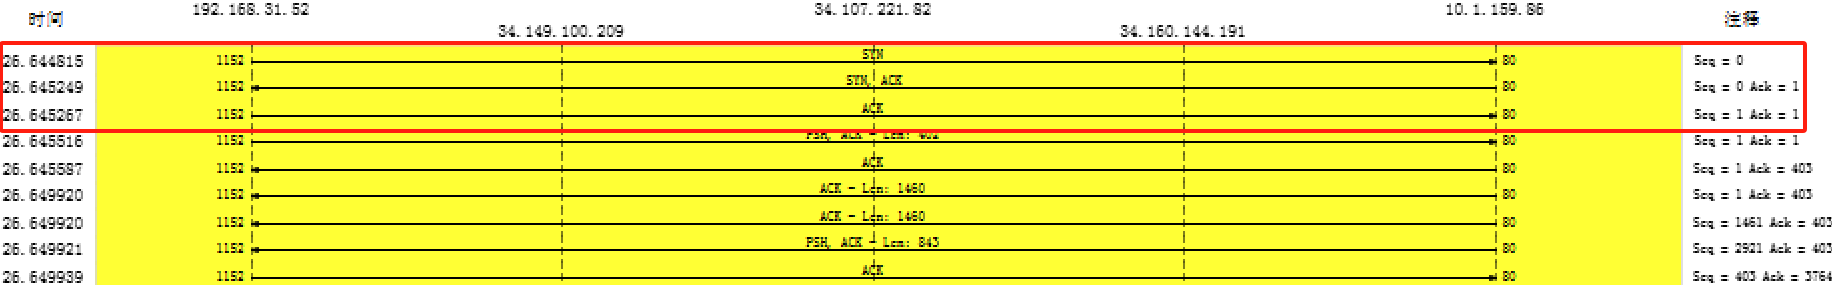 192.168.31.52 34.107.221.82 10.1.159.86
时间 34.149.100.209 34.160.144.191 注释
26.644815 1152 SYN 80 Seq = 0
26.645249 1152 SYN, ACK 80 Seq = 0 Ack = 1
26.645267 1152 ACK 80 Seq = 1 Ack = 1
26.645516 1152 PSH, ACK - Len: 402 80 Seq = 1 Ack = 1
26.645587 1152 ACK 80 Seq = 1 Ack = 403
26.649920 1152 ACK - Len: 1460 80 Seq = 1 Ack = 403
26.649920 1152 ACK - Len: 1460 80 Seq = 1461 Ack = 403
26.649921 1152 PSH, ACK - Len: 843 80 Seq = 2921 Ack = 403
26.649939 1152 ACK 80 Seq = 403 Ack = 3764